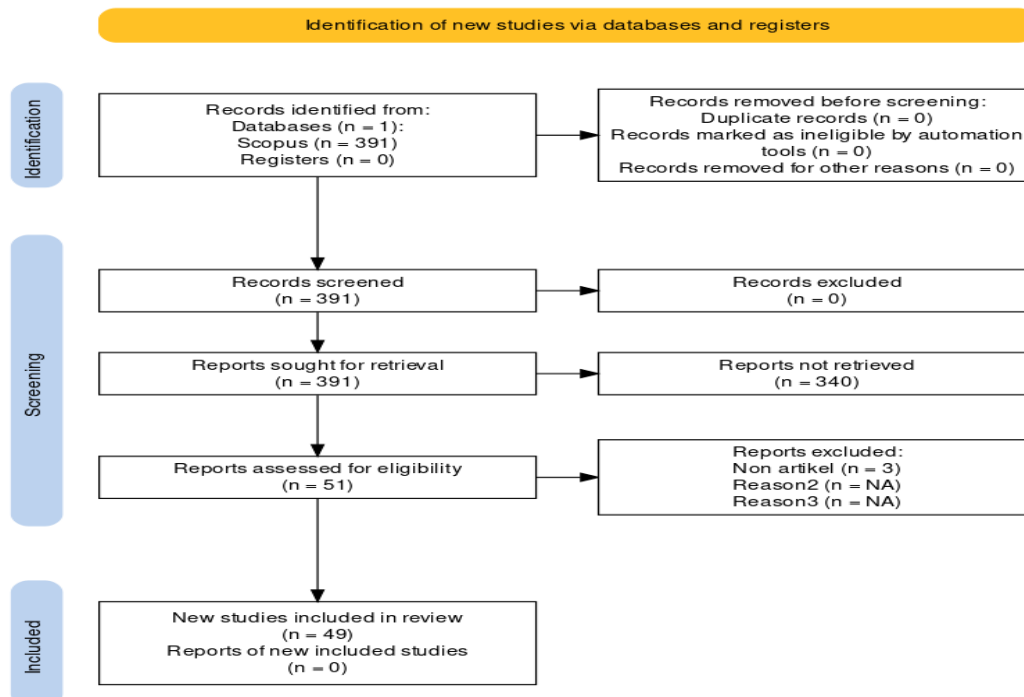 Identification of new studies via databases and registers
Identification
Records identified from:
Databases (n = 1):
Scopus (n = 391)
Registers (n = 0)
Records removed before screening:
Duplicate records (n = 0)
Records marked as ineligible by automation
tools (n = 0)
Records removed for other reasons (n = 0)
Screening
Records screened
(n = 391)
Records excluded
(n = 0)
Reports sought for retrieval
(n = 391)
Reports not retrieved
(n = 340)
Reports assessed for eligibility
(n = 51)
Reports excluded:
Non artikel (n = 3)
Reason2 (n = NA)
Reason3 (n = NA)
Included
New studies included in review
(n = 49)
Reports of new included studies
(n = 0)